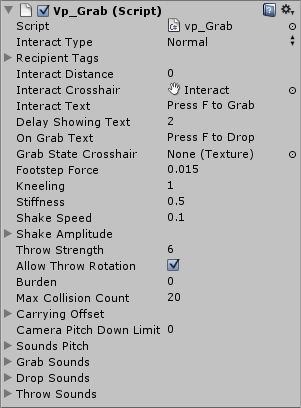 Vp_Grab (Script)
Script vp_Grab
Interact Type Normal
Recipient Tags
Interact Distance 0
Interact Crosshair Interact
Interact Text Press F to Grab
Delay Showing Text 2
On Grab Text Press F to Drop
Grab State Crosshair None (Texture)
Footstep Force 0.015
Kneeling 1
Stiffness 0.5
Shake Speed 0.1
Shake Amplitude
Throw Strength 6
Allow Throw Rotation
Burden 0
Max Collision Count 20
Carrying Offset
Camera Pitch Down Limit 0
Sounds Pitch
Grab Sounds
Drop Sounds
Throw Sounds